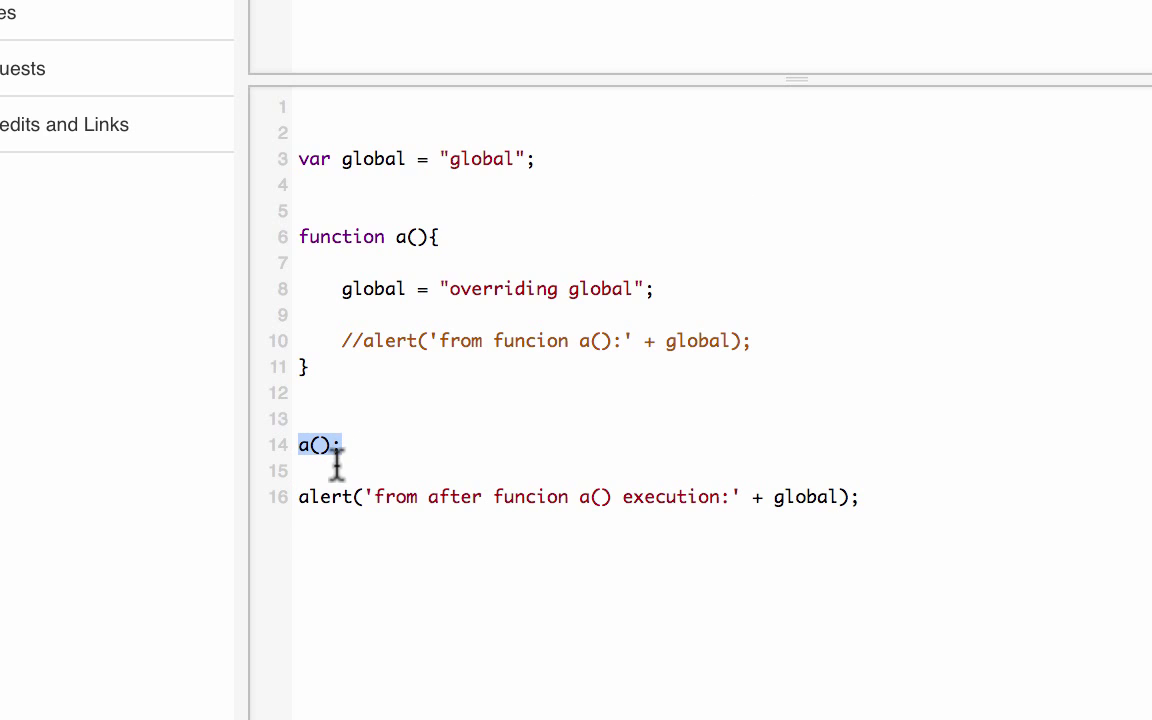 es
uests
edits and Links
1
2
3 var global = "global";
4
5
6 function a(){
7
8 global = "overriding global";
9
10 //alert('from funcion a():' + global);
11 }
12
13
14 a();
15
16 alert('from after funcion a() execution:' + global);